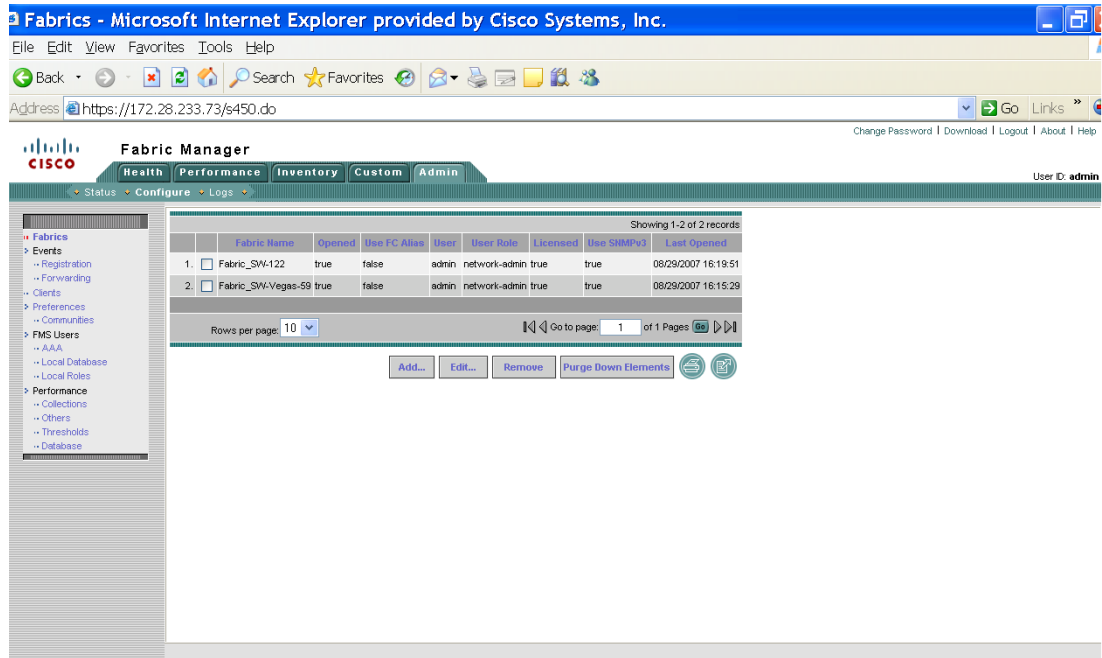 Fabrics - Microsoft Internet Explorer provided by Cisco Systems, Inc.
File Edit View Favorites Tools Help
Back Search Favorites
Address https://172.28.233.73/s450.do Go Links »
Change Password | Download | Logout | About | Help
CISCO Fabric Manager
Health Performance Inventory Custom Admin
User ID: admin
Status Configure Logs
Fabrics
Events
Registration
Forwarding
Clients
Preferences
Communities
FMS Users
AAA
Local Database
Local Roles
Performance
Collections
Others
Thresholds
Database
Showing 1-2 of 2 records
Fabric Name Opened Use FC Alias User User Role Licensed Use SNMPv3 Last Opened
1. Fabric_SW-122 true false admin network-admin true true 08/29/2007 16:19:51
2. Fabric_SW-Vegas-59 true false admin network-admin true true 08/29/2007 16:15:29
Rows per page: 10 Go to page: 1 of 1 Pages Go
Add... Edit... Remove Purge Down Elements